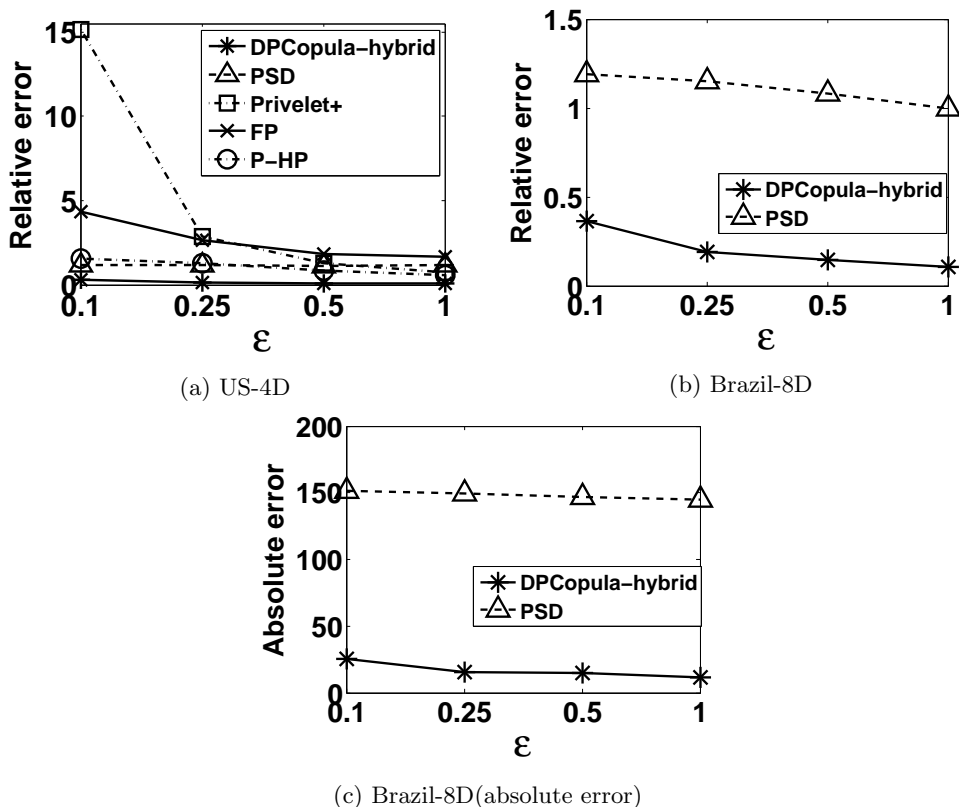 15
10
5
0
Relative error
DPCopula-hybrid
PSD
Privelet+
FP
P-HP
0.1 0.25 0.5 1
ε
(a) US-4D
1.5
1
0.5
0
Relative error
DPCopula-hybrid
PSD
0.1 0.25 0.5 1
ε
(b) Brazil-8D
200
150
100
50
0
Absolute error
DPCopula-hybrid
PSD
0.1 0.25 0.5 1
ε
(c) Brazil-8D(absolute error)